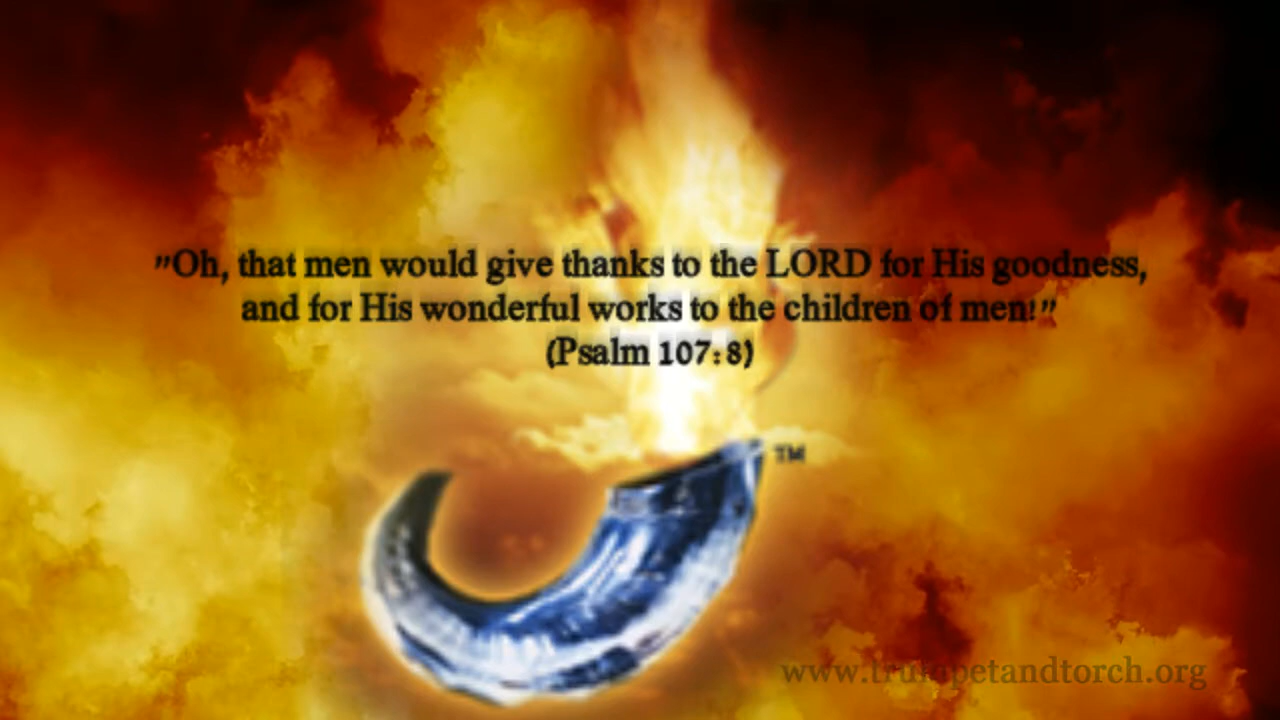 "Oh, that men would give thanks to the LORD for His goodness,
and for His wonderful works to the children of men!"
(Psalm 107:8)
TM
www.trumpetandtorch.org